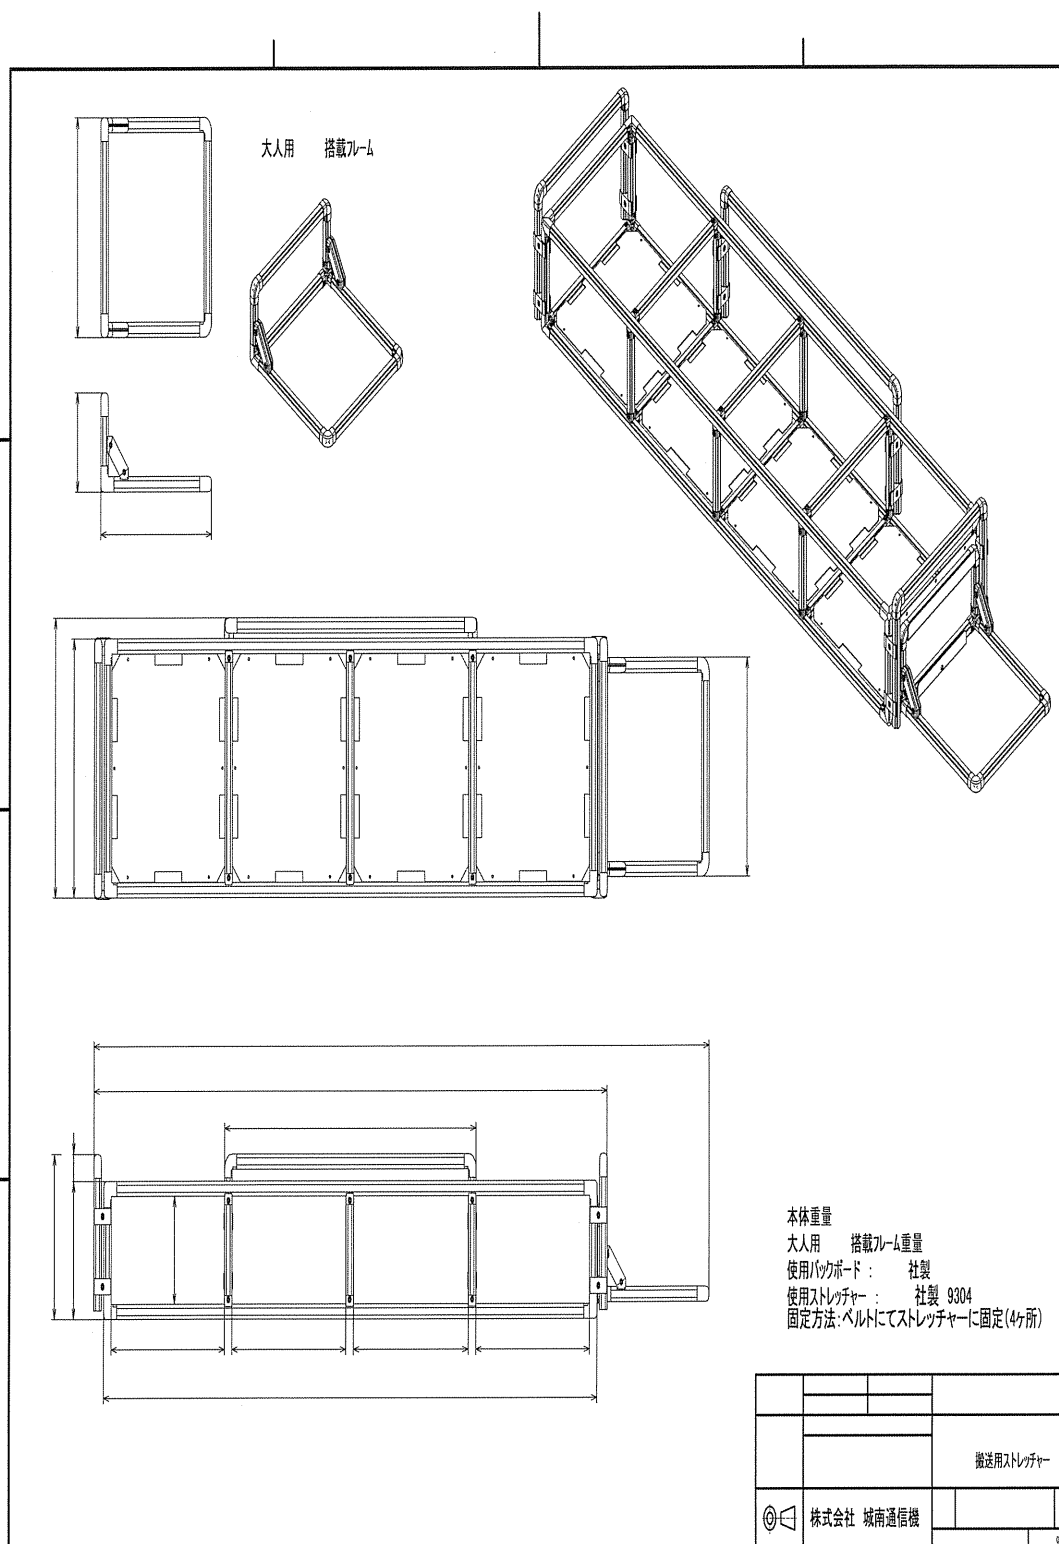 大人用 搭載フレーム
本体重量
大人用 搭載フレーム重量
使用バックボード : 社製
使用ストレッチャー : 社製 9304
固定方法:ベルトにてストレッチャーに固定(4ヶ所)
搬送用ストレッチャー
株式会社 城南通信機